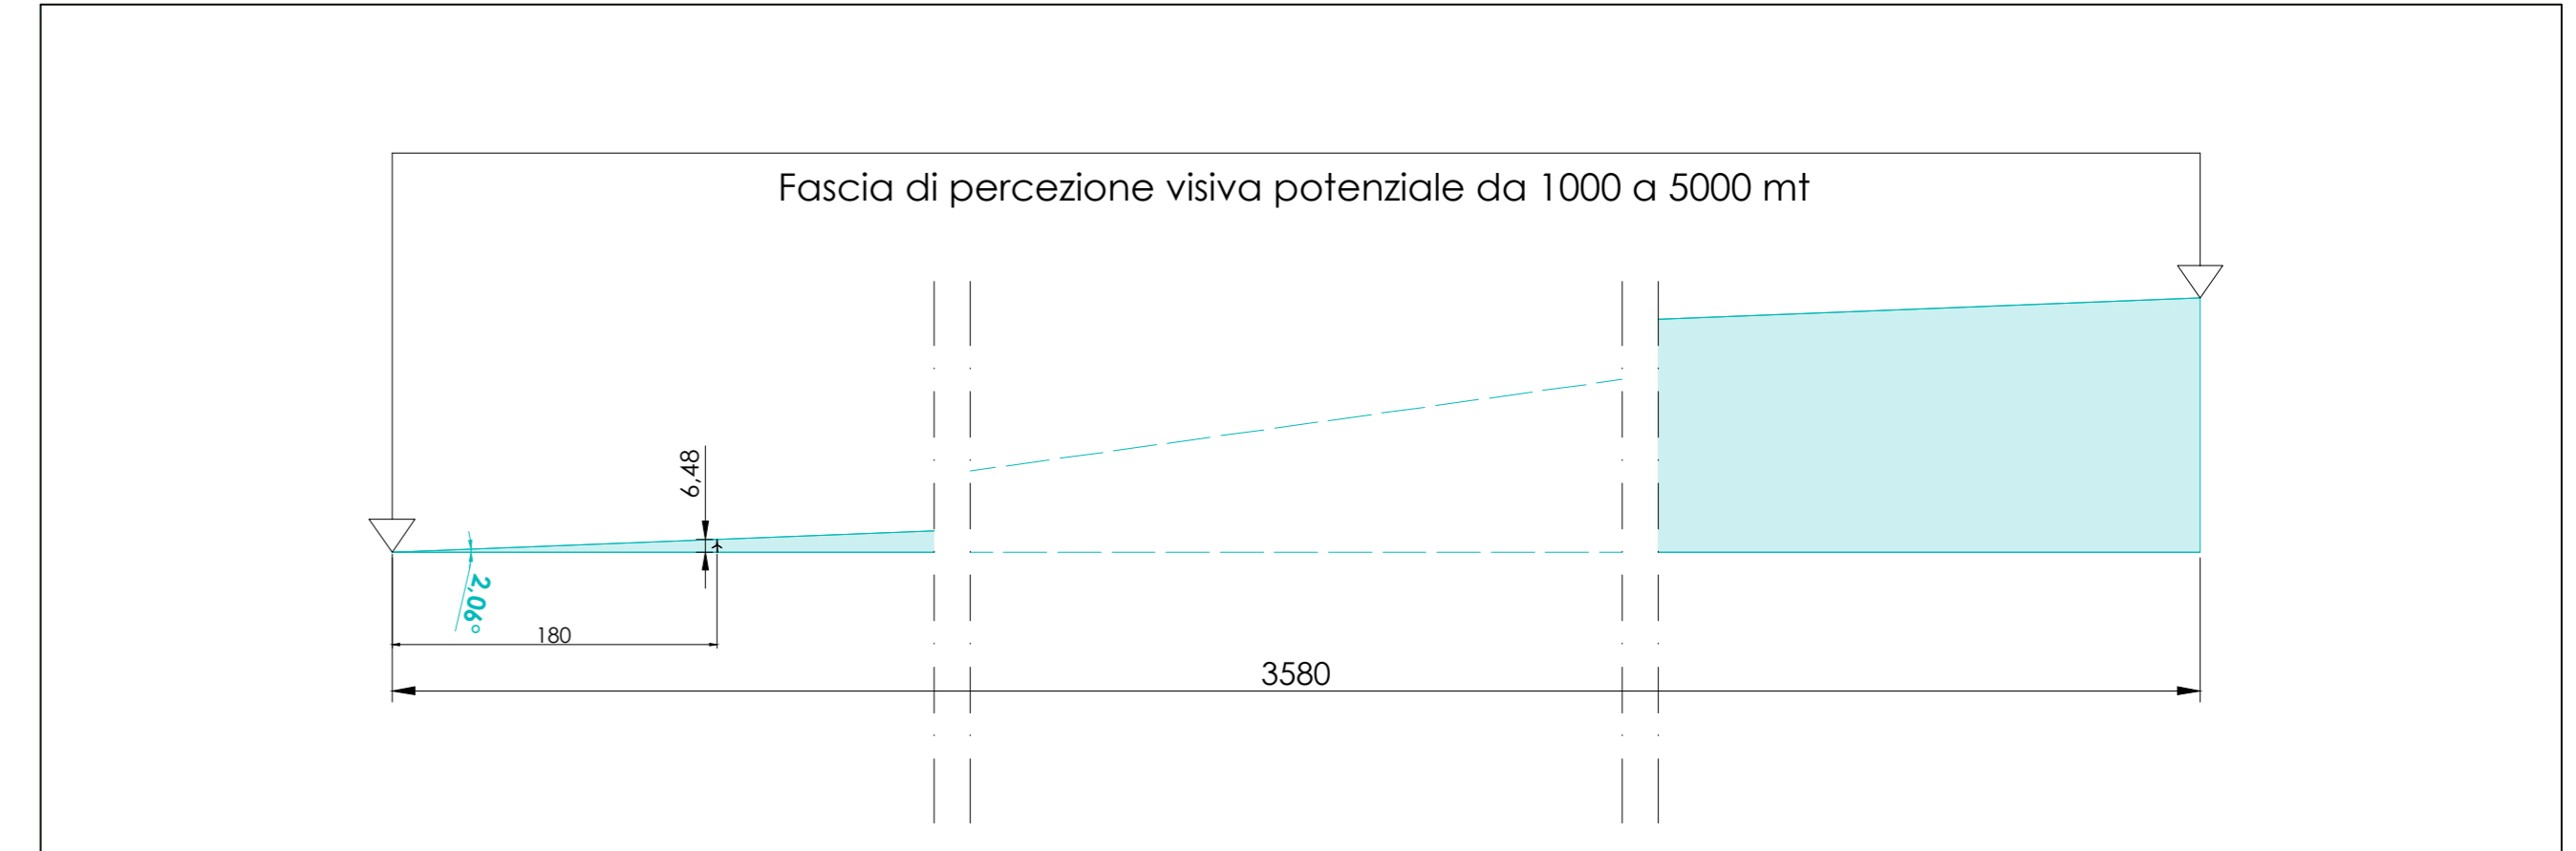 Fascia di percezione visiva potenziale da 1000 a 5000 mt
6,48
2,06°
180
3580